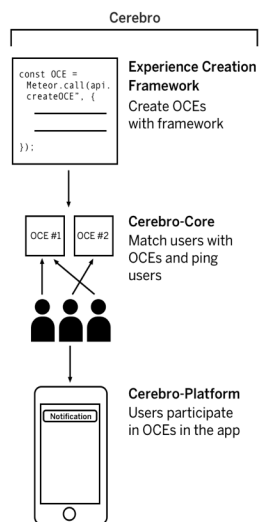 Cerebro
const OCE =
Meteor.call(api.
createOCE", {
});
Experience Creation
Framework
Create OCEs
with framework
OCE #1
OCE #2
Cerebro-Core
Match users with
OCEs and ping
users
Notification
Cerebro-Platform
Users participate
in OCEs in the app